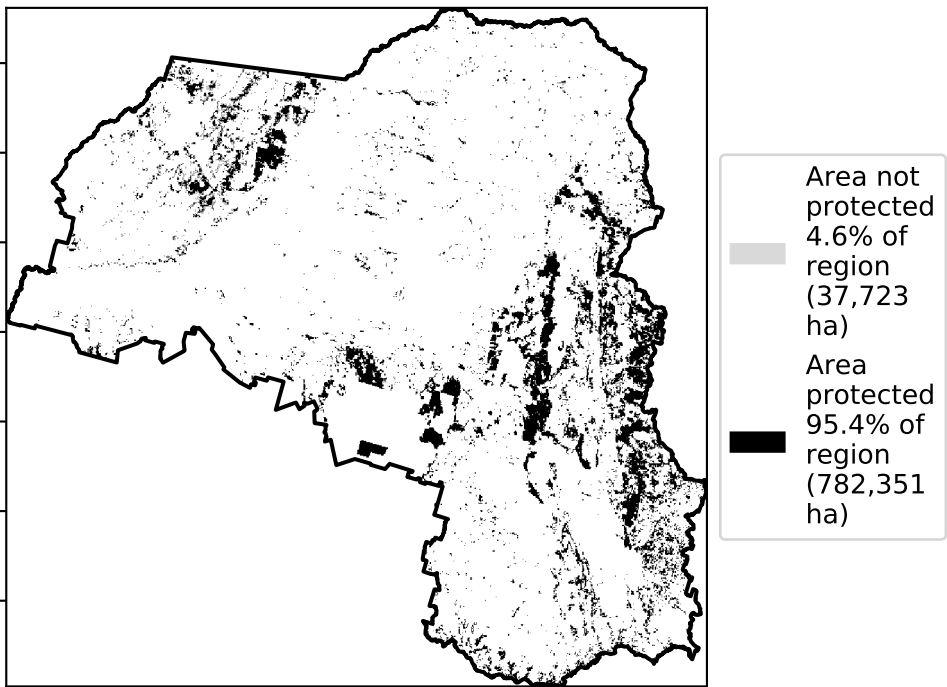 Area not
protected
4.6% of
region
(37,723
ha)
Area
protected
95.4% of
region
(782,351
ha)